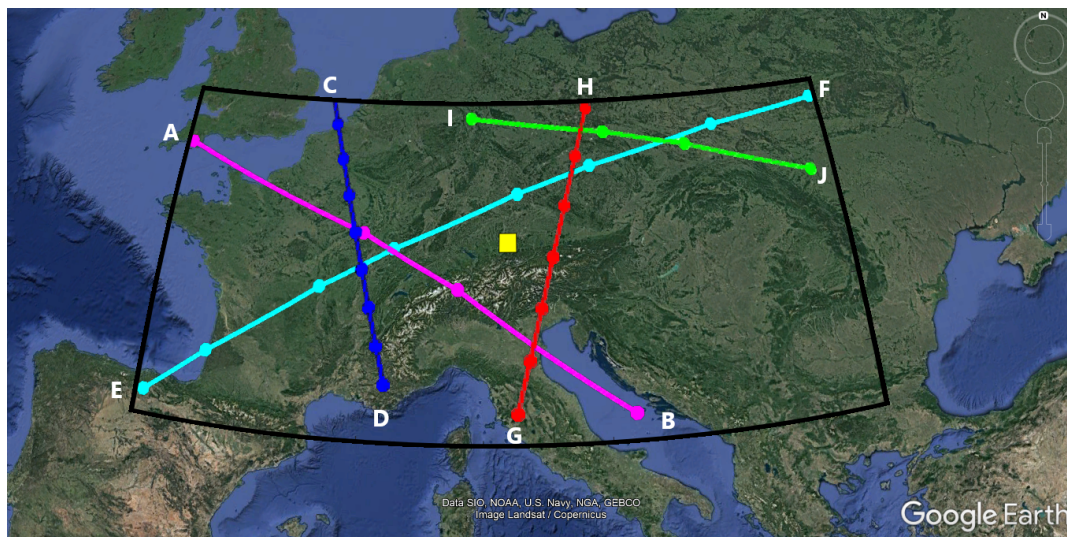 N
C
H
F
I
A
J
E
D
G
B
Data SIO, NOAA, U.S. Navy, NGA, GEBCO
Image Landsat / Copernicus
Google Earth